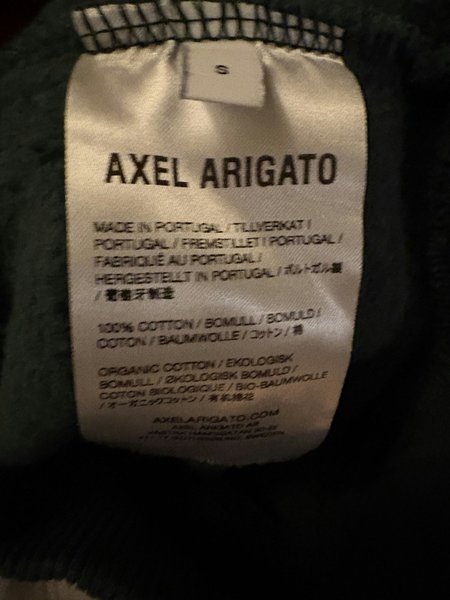 S
AXEL ARIGATO
MADE IN PORTUGAL / TILLVERKAT I
PORTUGAL / FREMSTILLET I PORTUGAL /
FABRIQUÉ AU PORTUGAL /
HERGESTELLT IN PORTUGAL / ポルトガル製
/ 葡萄牙制造
100% COTTON / BOMULL / BOMULD /
COTON / BAUMWOLLE / コットン / 棉
ORGANIC COTTON / EKOLOGISK
BOMULL / ØKOLOGISK BOMULD /
COTON BIOLOGIQUE / BIO-BAUMWOLLE
/ オーガニックコットン / 有机棉花
AXELARIGATO.COM
AXEL ARIGATO AB
SWEDEN